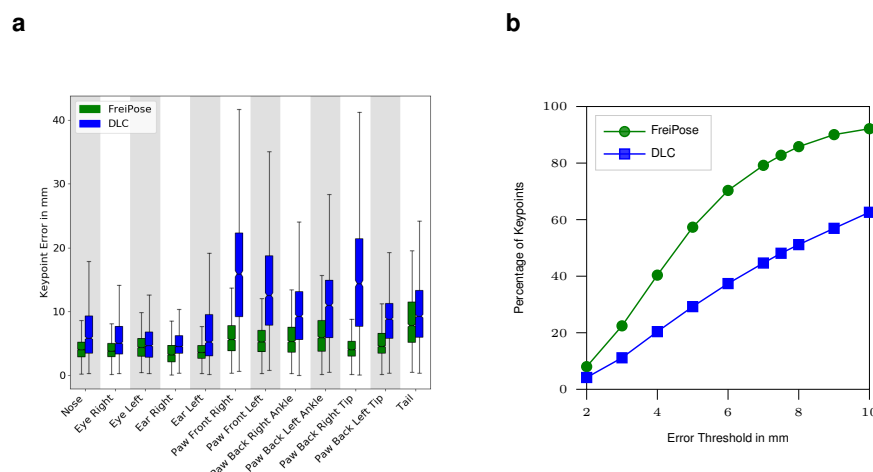 a
b
Keypoint Error in mm
FreiPose
DLC
40
30
20
10
0
Nose
Eye Right
Eye Left
Ear Right
Ear Left
Paw Front Right
Paw Front Left
Paw Back Right Ankle
Paw Back Left Ankle
Paw Back Right Tip
Paw Back Left Tip
Tail
Percentage of Keypoints
FreiPose
DLC
100
80
60
40
20
0
2
4
6
8
10
Error Threshold in mm